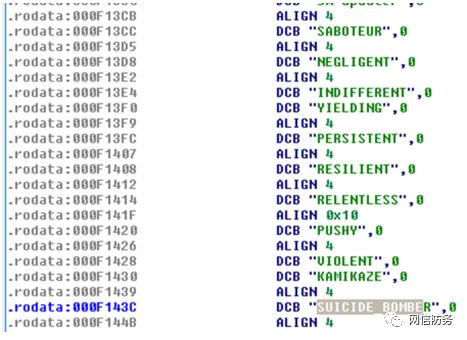 .rodata:000F13CB ALIGN 4
.rodata:000F13CC DCB "SABOTEUR",0
.rodata:000F13D5 ALIGN 4
.rodata:000F13D8 DCB "NEGLIGENT",0
.rodata:000F13E2 ALIGN 4
.rodata:000F13E4 DCB "INDIFFERENT",0
.rodata:000F13F0 DCB "YIELDING",0
.rodata:000F13F9 ALIGN 4
.rodata:000F13FC DCB "PERSISTENT",0
.rodata:000F1407 ALIGN 4
.rodata:000F1408 DCB "RESILIENT",0
.rodata:000F1412 ALIGN 4
.rodata:000F1414 DCB "RELENTLESS",0
.rodata:000F141F ALIGN 0x10
.rodata:000F1420 DCB "PUSHY",0
.rodata:000F1426 ALIGN 4
.rodata:000F1428 DCB "VIOLENT",0
.rodata:000F1430 DCB "KAMIKAZE",0
.rodata:000F1439 ALIGN 4
.rodata:000F143C DCB "SUICIDE BOMBER",0
.rodata:000F144B ALIGN 4
网信防务